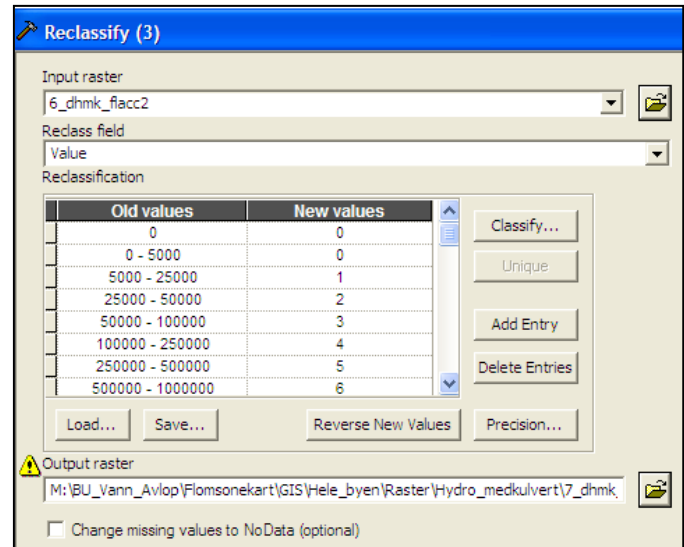 Reclassify (3)
Input raster
6_dhmk_flacc2
Reclass field
Value
Reclassification
Old values New values
0 0
0 - 5000 0
5000 - 25000 1
25000 - 50000 2
50000 - 100000 3
100000 - 250000 4
250000 - 500000 5
500000 - 1000000 6
Classify...
Unique
Add Entry
Delete Entries
Load... Save... Reverse New Values Precision...
Output raster
M:\BU_Vann_Avlop\Flomsonekart\GIS\Hele_byen\Raster\Hydro_medkulvert\7_dhmk_
Change missing values to NoData (optional)